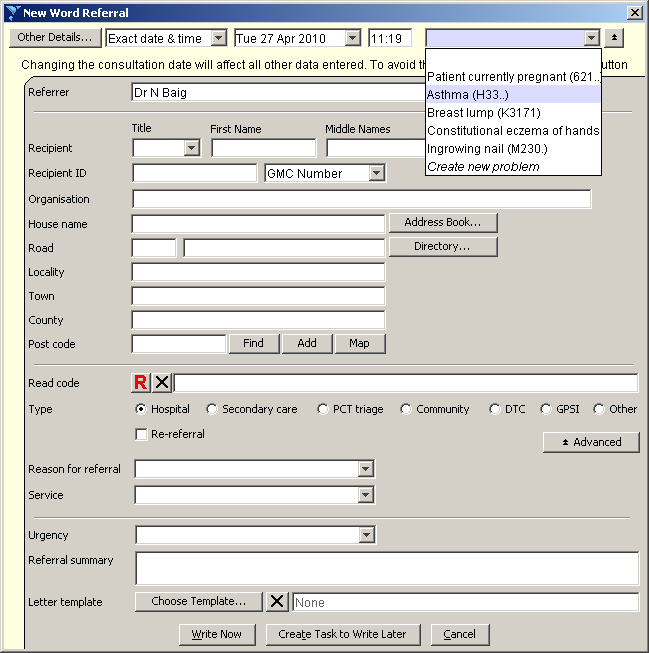 New Word Referral
Other Details... Exact date & time Tue 27 Apr 2010 11:19
Changing the consultation date will affect all other data entered. To avoid th utton
Patient currently pregnant (621..
Asthma (H33..)
Breast lump (K3171)
Constitutional eczema of hands
Ingrowing nail (M230.)
Create new problem
Referrer Dr N Baig
Title First Name Middle Names
Recipient
Recipient ID GMC Number
Organisation
House name Address Book...
Road Directory...
Locality
Town
County
Post code Find Add Map
Read code R
Type Hospital Secondary care PCT triage Community DTC GPSI Other
Re-referral
Advanced
Reason for referral
Service
Urgency
Referral summary
Letter template Choose Template... None
Write Now Create Task to Write Later Cancel